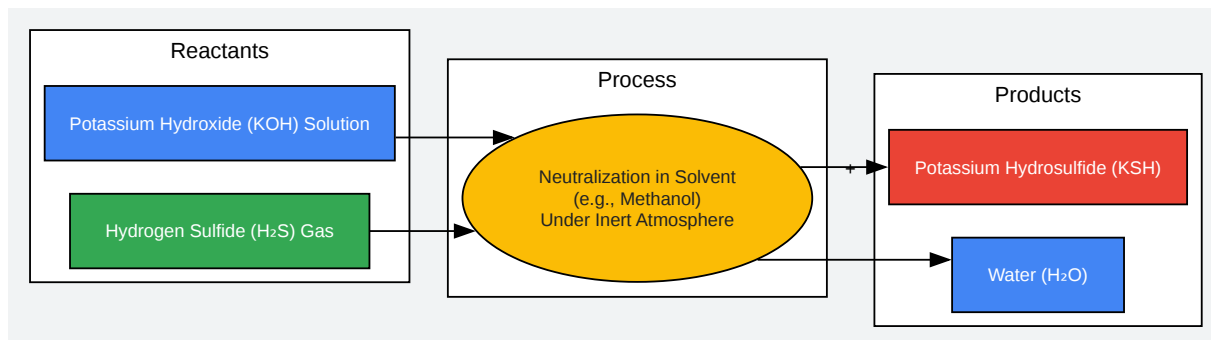 Reactants
Potassium Hydroxide (KOH) Solution
Hydrogen Sulfide (H₂S) Gas
Process
Neutralization in Solvent
(e.g., Methanol)
Under Inert Atmosphere
+
Products
Potassium Hydrosulfide (KSH)
Water (H₂O)